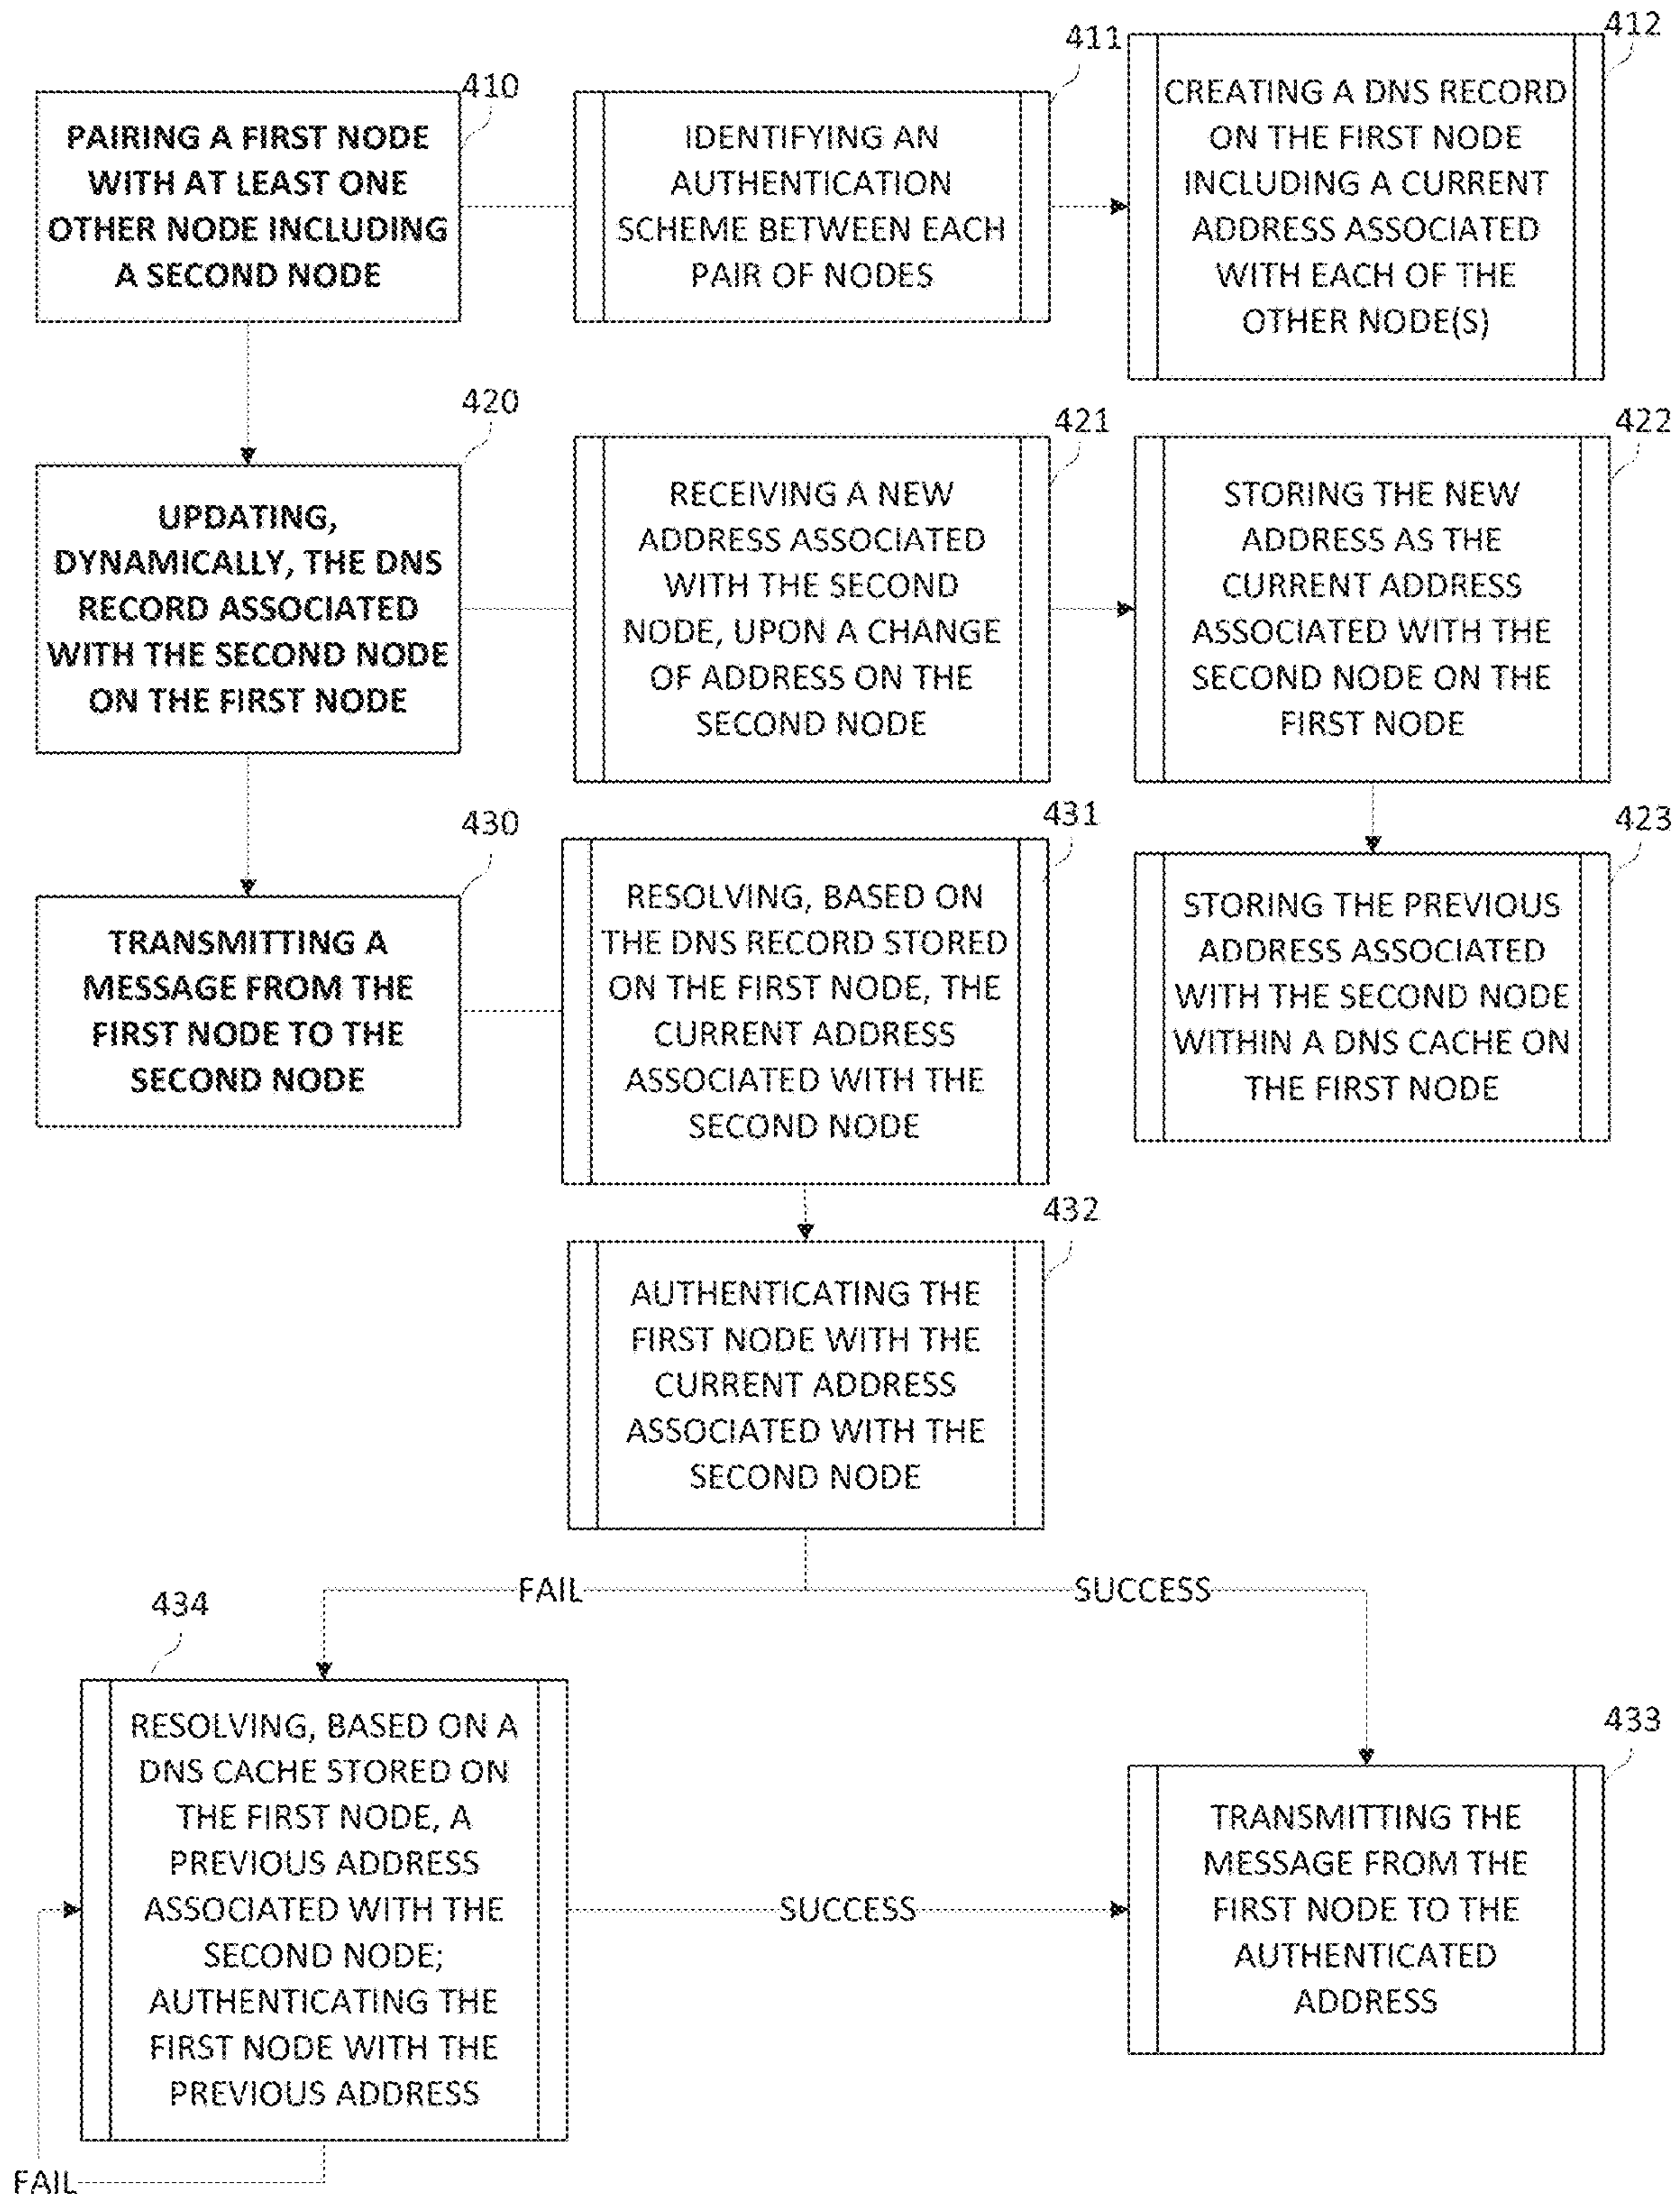 410
PAIRING A FIRST NODE
WITH AT LEAST ONE
OTHER NODE INCLUDING
A SECOND NODE
411
IDENTIFYING AN
AUTHENTICATION
SCHEME BETWEEN EACH
PAIR OF NODES
412
CREATING A DNS RECORD
ON THE FIRST NODE
INCLUDING A CURRENT
ADDRESS ASSOCIATED
WITH EACH OF THE
OTHER NODE(S)
420
UPDATING,
DYNAMICALLY, THE DNS
RECORD ASSOCIATED
WITH THE SECOND NODE
ON THE FIRST NODE
421
RECEIVING A NEW
ADDRESS ASSOCIATED
WITH THE SECOND
NODE, UPON A CHANGE
OF ADDRESS ON THE
SECOND NODE
422
STORING THE NEW
ADDRESS AS THE
CURRENT ADDRESS
ASSOCIATED WITH THE
SECOND NODE ON THE
FIRST NODE
423
STORING THE PREVIOUS
ADDRESS ASSOCIATED
WITH THE SECOND NODE
WITHIN A DNS CACHE ON
THE FIRST NODE
430
TRANSMITTING A
MESSAGE FROM THE
FIRST NODE TO THE
SECOND NODE
431
RESOLVING, BASED ON
THE DNS RECORD STORED
ON THE FIRST NODE, THE
CURRENT ADDRESS
ASSOCIATED WITH THE
SECOND NODE
432
AUTHENTICATING THE
FIRST NODE WITH THE
CURRENT ADDRESS
ASSOCIATED WITH THE
SECOND NODE
FAIL
SUCCESS
434
RESOLVING, BASED ON A
DNS CACHE STORED ON
THE FIRST NODE, A
PREVIOUS ADDRESS
ASSOCIATED WITH THE
SECOND NODE;
AUTHENTICATING THE
FIRST NODE WITH THE
PREVIOUS ADDRESS
SUCCESS
433
TRANSMITTING THE
MESSAGE FROM THE
FIRST NODE TO THE
AUTHENTICATED
ADDRESS
FAIL